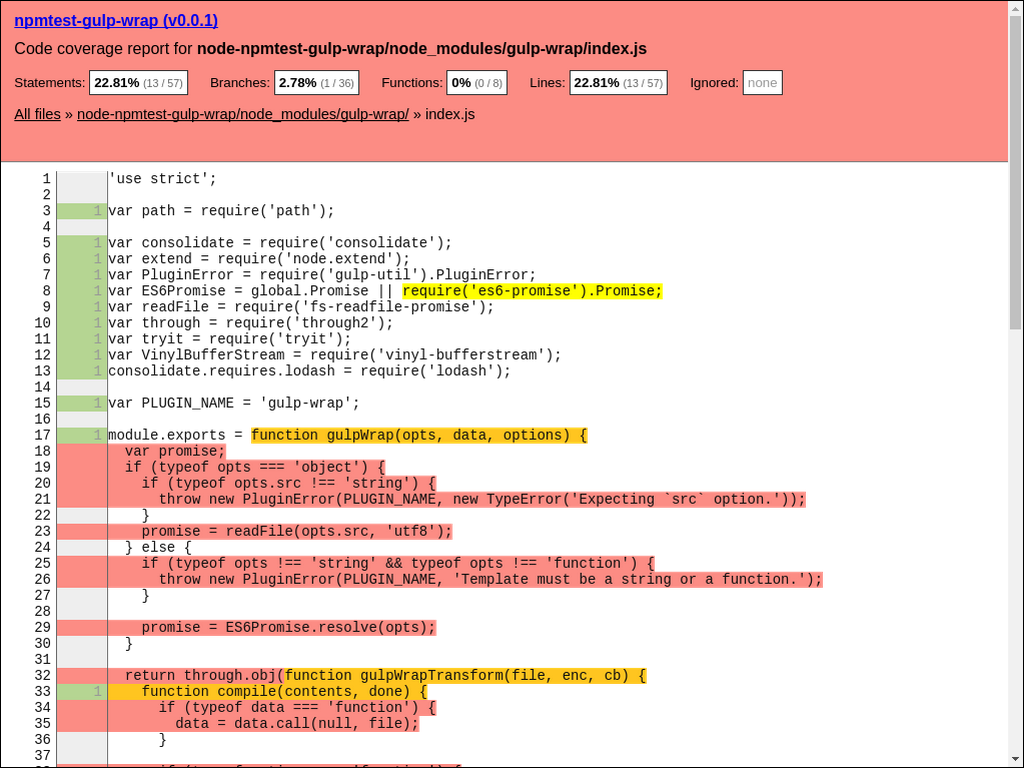 npmtest-gulp-wrap (v0.0.1)
Code coverage report for node-npmtest-gulp-wrap/node_modules/gulp-wrap/index.js
Statements: 22.81% (13 / 57) Branches: 2.78% (1 / 36) Functions: 0% (0 / 8) Lines: 22.81% (13 / 57) Ignored: none
All files » node-npmtest-gulp-wrap/node_modules/gulp-wrap/ » index.js
1 'use strict';
2
3 1 var path = require('path');
4
5 1 var consolidate = require('consolidate');
6 1 var extend = require('node.extend');
7 1 var PluginError = require('gulp-util').PluginError;
8 1 var ES6Promise = global.Promise || require('es6-promise').Promise;
9 1 var readFile = require('fs-readfile-promise');
10 1 var through = require('through2');
11 1 var tryit = require('tryit');
12 1 var VinylBufferStream = require('vinyl-bufferstream');
13 1 consolidate.requires.lodash = require('lodash');
14
15 1 var PLUGIN_NAME = 'gulp-wrap';
16
17 1 module.exports = function gulpWrap(opts, data, options) {
18   var promise;
19   if (typeof opts === 'object') {
20     if (typeof opts.src !== 'string') {
21       throw new PluginError(PLUGIN_NAME, new TypeError('Expecting `src` option.'));
22     }
23     promise = readFile(opts.src, 'utf8');
24   } else {
25     if (typeof opts !== 'string' && typeof opts !== 'function') {
26       throw new PluginError(PLUGIN_NAME, 'Template must be a string or a function.');
27     }
28
29     promise = ES6Promise.resolve(opts);
30   }
31
32   return through.obj(function gulpWrapTransform(file, enc, cb) {
33 1     function compile(contents, done) {
34       if (typeof data === 'function') {
35         data = data.call(null, file);
36       }
37